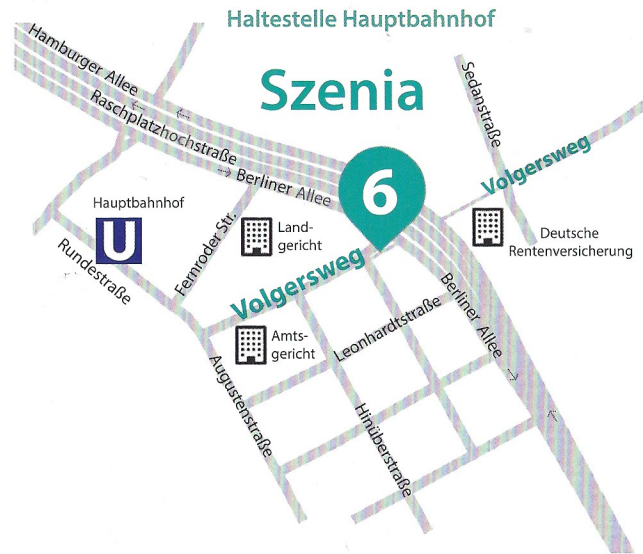 Haltestelle Hauptbahnhof
Szenia
Hamburger Allee
Raschplatzhochstraße
Berliner Allee
Sedanstraße
Volgersweg
6
Hauptbahnhof
U
Rundestraße
Fernroder Str.
Land-
gericht
Deutsche
Rentenversicherung
Volgersweg
Amts-
gericht
Leonhardtstraße
Berliner Allee
Augustenstraße
Hinüberstraße